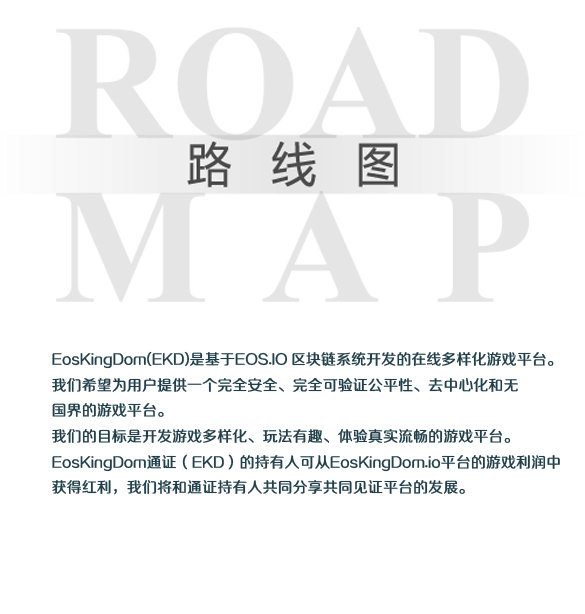 ROAD
路线图
MAP
EosKingDom(EKD)是基于EOS.IO 区块链系统开发的在线多样化游戏平台。
我们希望为用户提供一个完全安全、完全可验证公平性、去中心化和无
国界的游戏平台。
我们的目标是开发游戏多样化、玩法有趣、体验真实流畅的游戏平台。
EosKingDom通证（EKD）的持有人可从EosKingDom.io平台的游戏利润中
获得红利，我们将和通证持有人共同分享共同见证平台的发展。